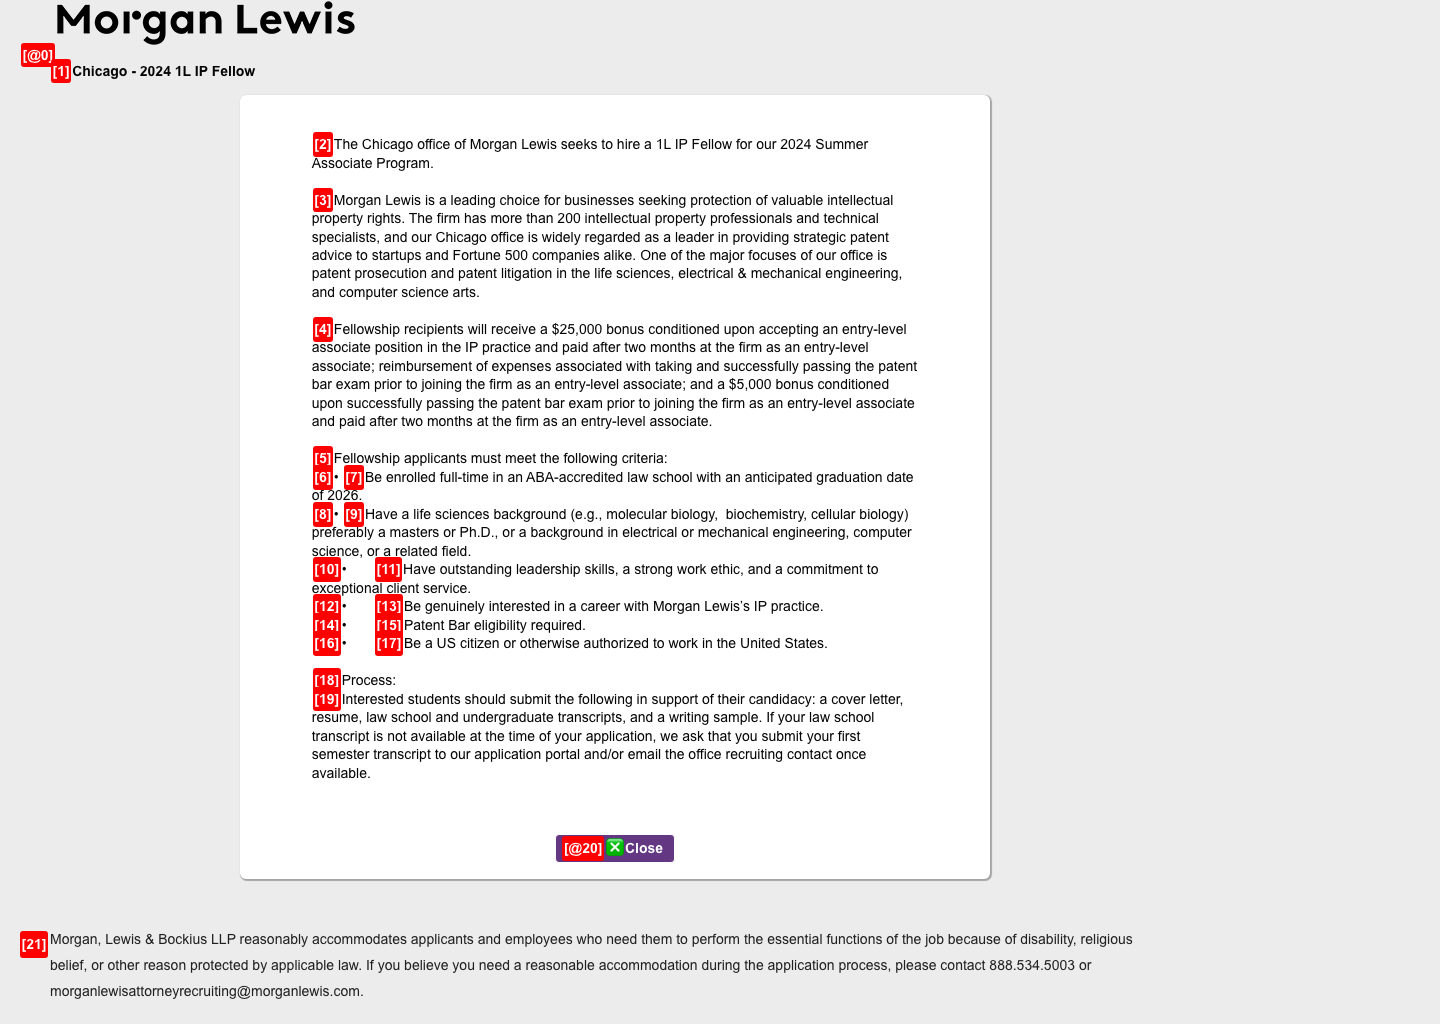 Morgan Lewis
[@0]
[1] Chicago - 2024 1L IP Fellow
[2] The Chicago office of Morgan Lewis seeks to hire a 1L IP Fellow for our 2024 Summer
Associate Program.
[3] Morgan Lewis is a leading choice for businesses seeking protection of valuable intellectual
property rights. The firm has more than 200 intellectual property professionals and technical
specialists, and our Chicago office is widely regarded as a leader in providing strategic patent
advice to startups and Fortune 500 companies alike. One of the major focuses of our office is
patent prosecution and patent litigation in the life sciences, electrical & mechanical engineering,
and computer science arts.
[4] Fellowship recipients will receive a $25,000 bonus conditioned upon accepting an entry-level
associate position in the IP practice and paid after two months at the firm as an entry-level
associate; reimbursement of expenses associated with taking and successfully passing the patent
bar exam prior to joining the firm as an entry-level associate; and a $5,000 bonus conditioned
upon successfully passing the patent bar exam prior to joining the firm as an entry-level associate
and paid after two months at the firm as an entry-level associate.
[5] Fellowship applicants must meet the following criteria:
[6] • [7] Be enrolled full-time in an ABA-accredited law school with an anticipated graduation date
of 2026.
[8] • [9] Have a life sciences background (e.g., molecular biology, biochemistry, cellular biology)
preferably a masters or Ph.D., or a background in electrical or mechanical engineering, computer
science, or a related field.
[10] • [11] Have outstanding leadership skills, a strong work ethic, and a commitment to
exceptional client service.
[12] • [13] Be genuinely interested in a career with Morgan Lewis’s IP practice.
[14] • [15] Patent Bar eligibility required.
[16] • [17] Be a US citizen or otherwise authorized to work in the United States.
[18] Process:
[19] Interested students should submit the following in support of their candidacy: a cover letter,
resume, law school and undergraduate transcripts, and a writing sample. If your law school
transcript is not available at the time of your application, we ask that you submit your first
semester transcript to our application portal and/or email the office recruiting contact once
available.
[@20] Close
[21] Morgan, Lewis & Bockius LLP reasonably accommodates applicants and employees who need them to perform the essential functions of the job because of disability, religious
belief, or other reason protected by applicable law. If you believe you need a reasonable accommodation during the application process, please contact 888.534.5003 or
morganlewisattorneyrecruiting@morganlewis.com.